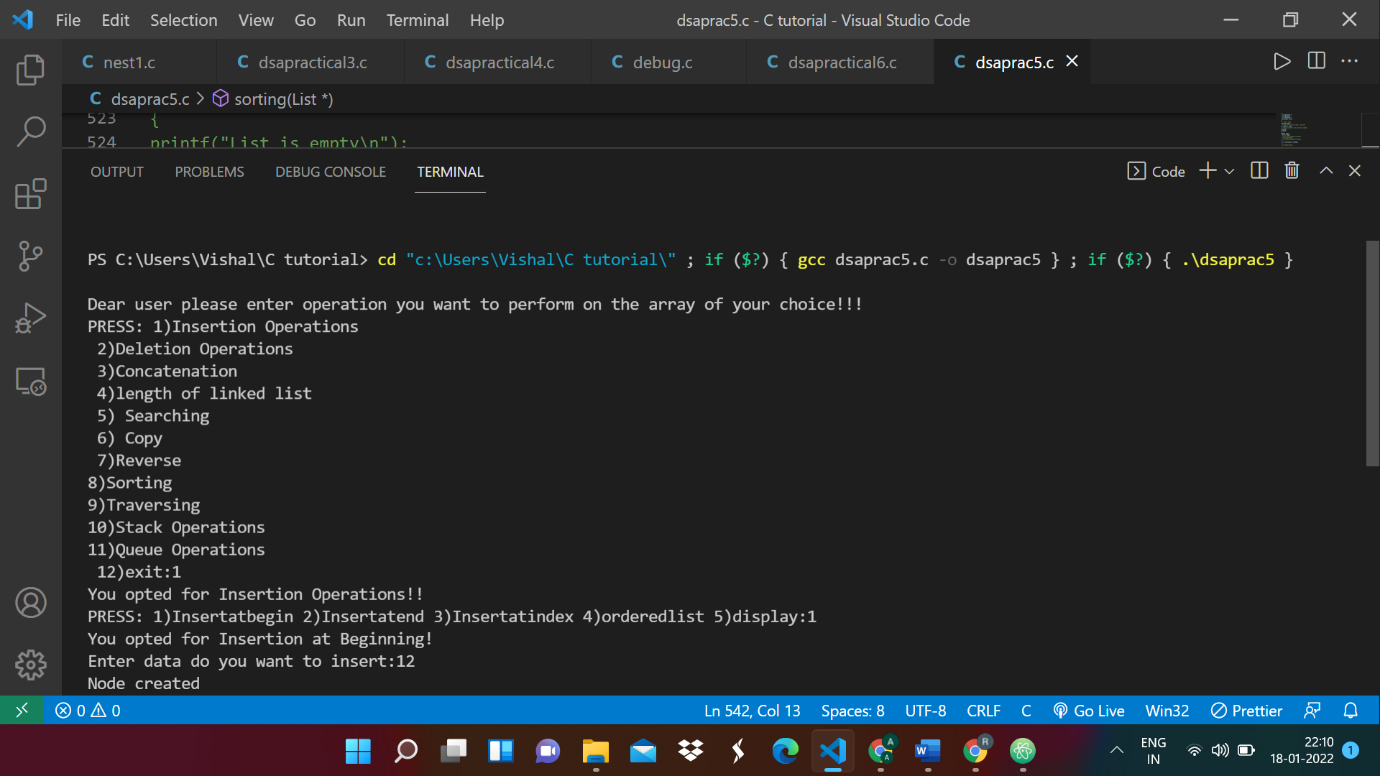 File Edit Selection View Go Run Terminal Help dsaprac5.c - C tutorial - Visual Studio Code
C nest1.c C dsapractical3.c C dsapractical4.c C debug.c C dsapractical6.c C dsaprac5.c
C dsaprac5.c > sorting(List *)
523 {
524 printf("List is empty\n");
OUTPUT PROBLEMS DEBUG CONSOLE TERMINAL Code
PS C:\Users\Vishal\C tutorial> cd "c:\Users\Vishal\C tutorial\" ; if ($?) { gcc dsaprac5.c -o dsaprac5 } ; if ($?) { .\dsaprac5 }
Dear user please enter operation you want to perform on the array of your choice!!!
PRESS: 1)Insertion Operations
2)Deletion Operations
3)Concatenation
4)length of linked list
5) Searching
6) Copy
7)Reverse
8)Sorting
9)Traversing
10)Stack Operations
11)Queue Operations
12)exit:1
You opted for Insertion Operations!!
PRESS: 1)Insertatbegin 2)Insertatend 3)Insertatindex 4)orderedlist 5)display:1
You opted for Insertion at Beginning!
Enter data do you want to insert:12
Node created
0 0 Ln 542, Col 13 Spaces: 8 UTF-8 CRLF C Go Live Win32 Prettier
A A W R ENG 22:10
IN 18-01-2022 1